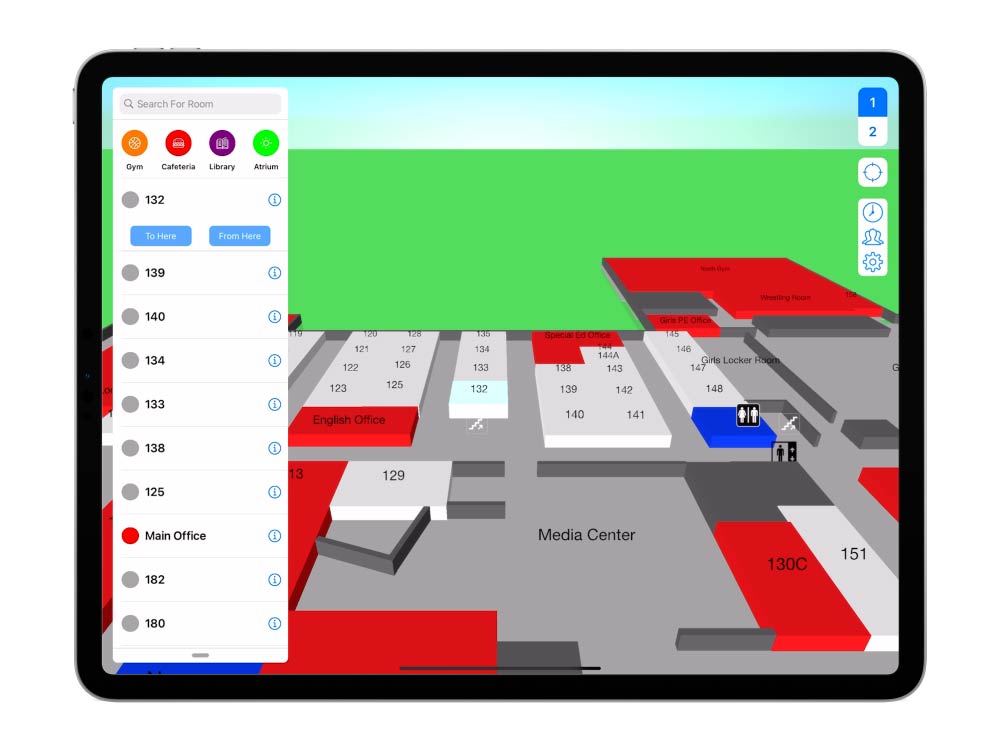 Search For Room
Gym
Cafeteria
Library
Atrium
132
To Here
From Here
139
140
134
133
138
125
Main Office
182
180
1
2
North Gym
Wrestling Room
156
Girls PE Office
Girls Locker Room
120
128
121
127
122
126
123
125
English Office
135
134
133
132
Special Ed Office
144
144A
138
143
139
142
140
141
145
146
147
148
13
129
Media Center
130C
151